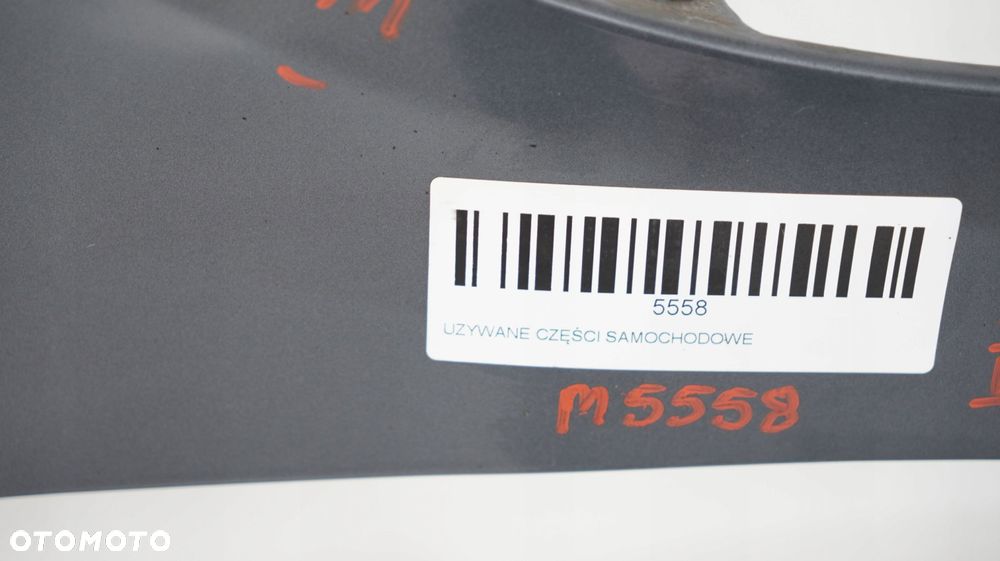 M
5558
UZYWANE CZĘŚCI SAMOCHODOWE
M5558
OTOMOTO